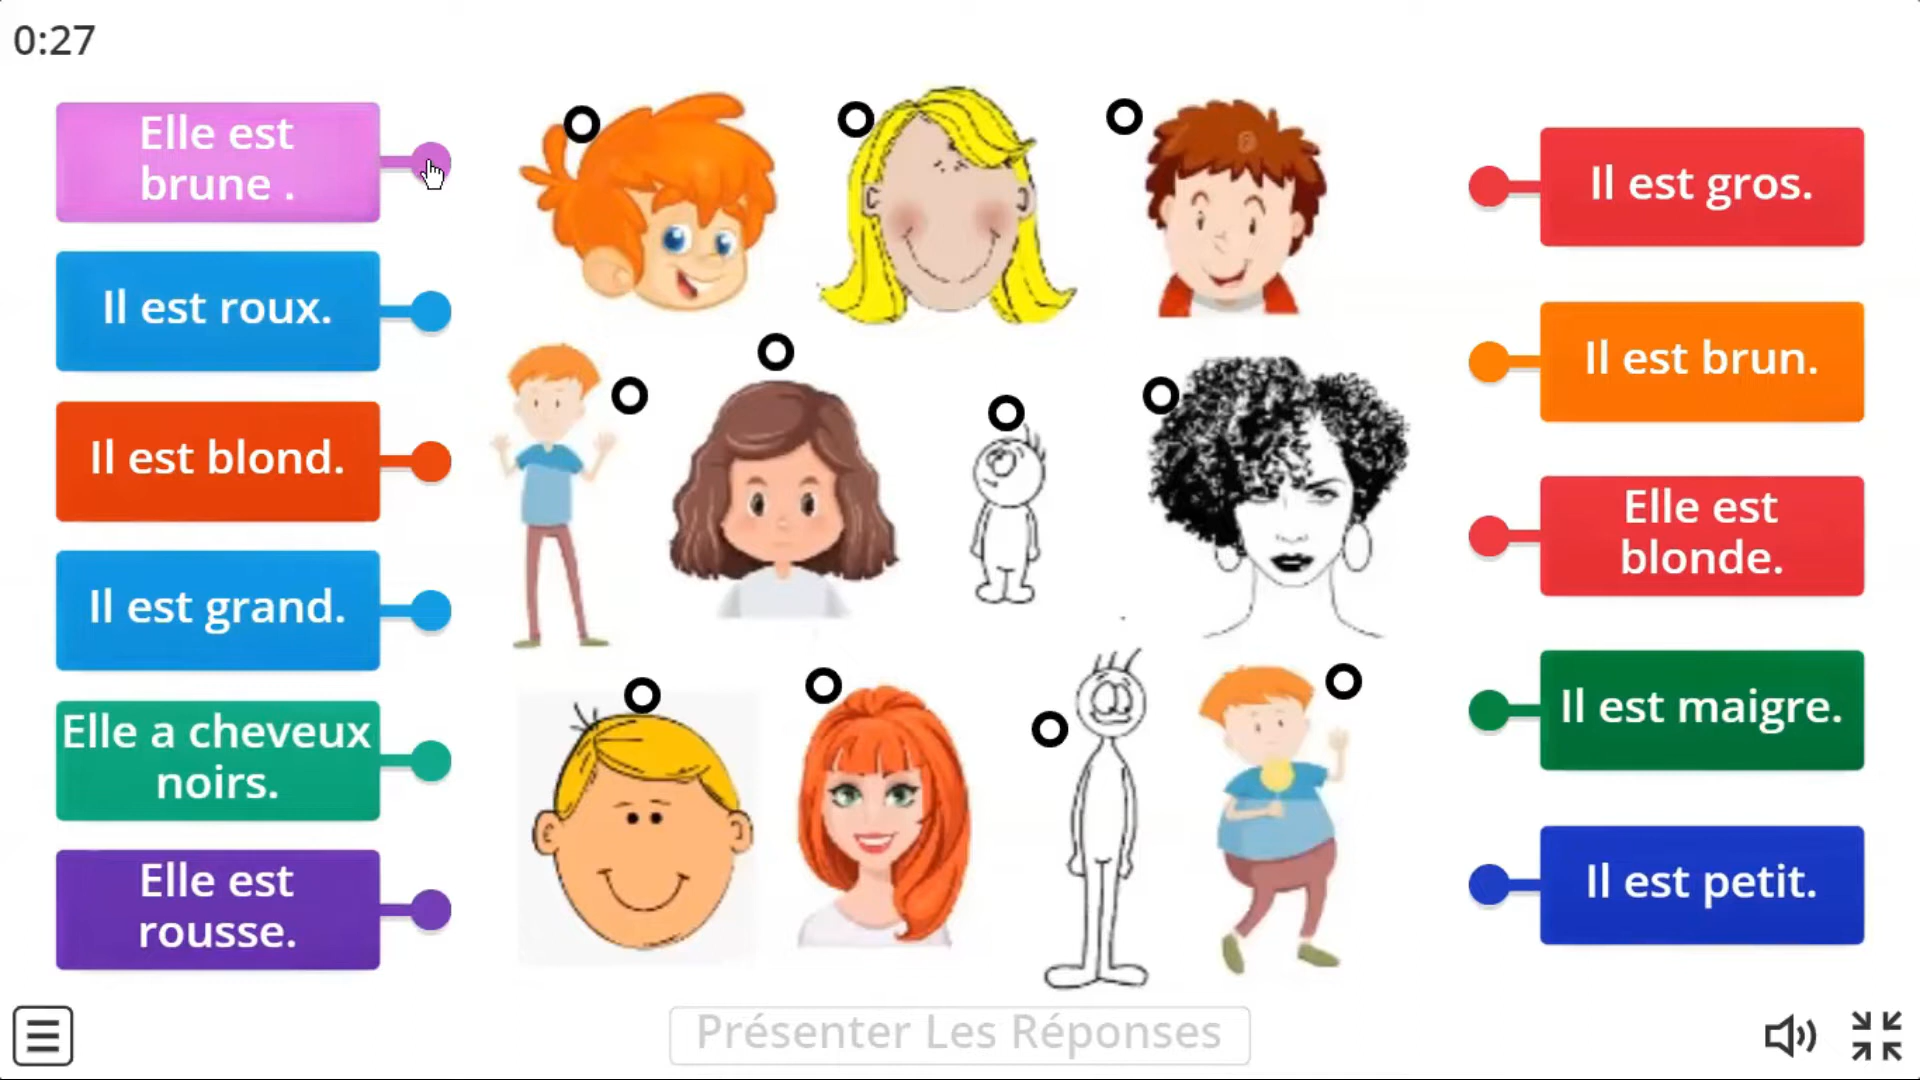 0:27
Elle est
brune .
Il est roux.
Il est blond.
Il est grand.
Elle a cheveux
noirs.
Elle est
rousse.
Il est gros.
Il est brun.
Elle est
blonde.
Il est maigre.
Il est petit.
Présenter Les Réponses